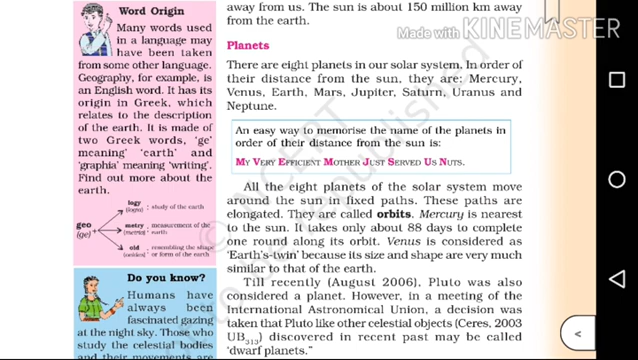 Made with KINEMASTER
Word Origin
Many words used
in a language may
have been taken
from some other language.
Geography, for example, is
an English word. It has its
origin in Greek, which
relates to the description
of the earth. It is made of
two Greek words, 'ge'
meaning 'earth' and
'graphia' meaning 'writing'.
Find out more about the
earth.
geo
(ge)
logy
(logia)
: study of the earth
metry
(metria)
: measurement of the
earth
oid
: resembling the shape
or form of the earth
Do you know?
Humans have
always been
fascinated gazing
at the night sky. Those who
study the celestial bodies
and their movements are
away from us. The sun is about 150 million km away
from the earth.
Planets
There are eight planets in our solar system. In order of
their distance from the sun, they are: Mercury,
Venus, Earth, Mars, Jupiter, Saturn, Uranus and
Neptune.
An easy way to memorise the name of the planets in
order of their distance from the sun is:
MY VERY EFFICIENT MOTHER JUST SERVED US NUTS.
All the eight planets of the solar system move
around the sun in fixed paths. These paths are
elongated. They are called orbits. Mercury is nearest
to the sun. It takes only about 88 days to complete
one round along its orbit. Venus is considered as
'Earth's-twin' because its size and shape are very much
similar to that of the earth.
Till recently (August 2006), Pluto was also
considered a planet. However, in a meeting of the
International Astronomical Union, a decision was
taken that Pluto like other celestial objects (Ceres, 2003
UB313) discovered in recent past may be called
'dwarf planets."